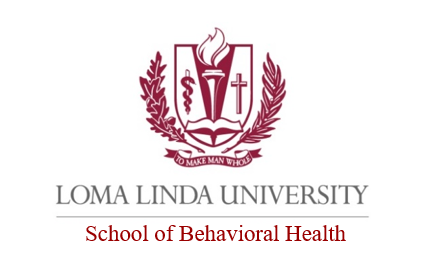 TO MAKE MAN WHOLE
LOMA LINDA UNIVERSITY
School of Behavioral Health